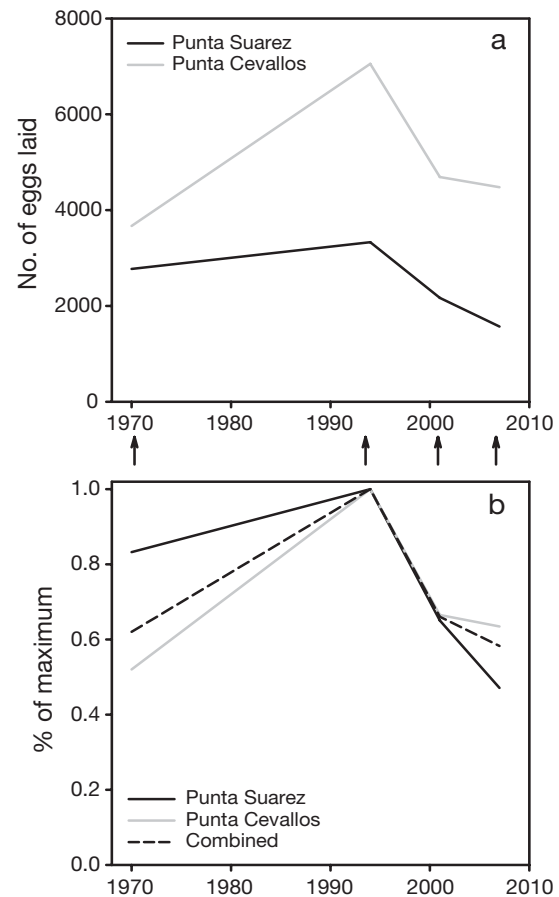 a
Punta Suarez
Punta Cevallos
No. of eggs laid
8000
6000
4000
2000
0
1970 1980 1990 2000 2010
b
% of maximum
1.0
0.8
0.6
0.4
0.2
0.0
Punta Suarez
Punta Cevallos
Combined
1970 1980 1990 2000 2010